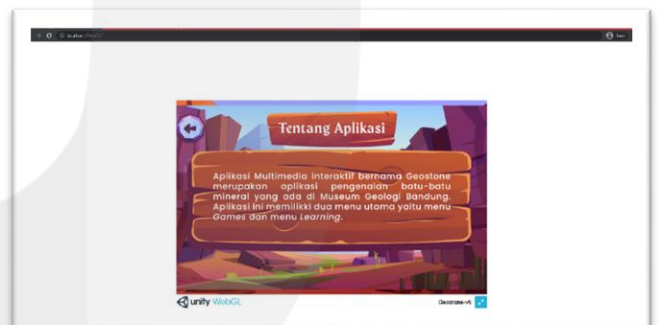 Tentang Aplikasi
Aplikasi Multimedia interaktif bernama Geostone
merupakan aplikasi pengenalan batu-batu
mineral yang ada di Museum Geologi Bandung.
Aplikasi ini memilikki dua menu utama yaitu menu
Games dan menu Learning.
unity WebGL